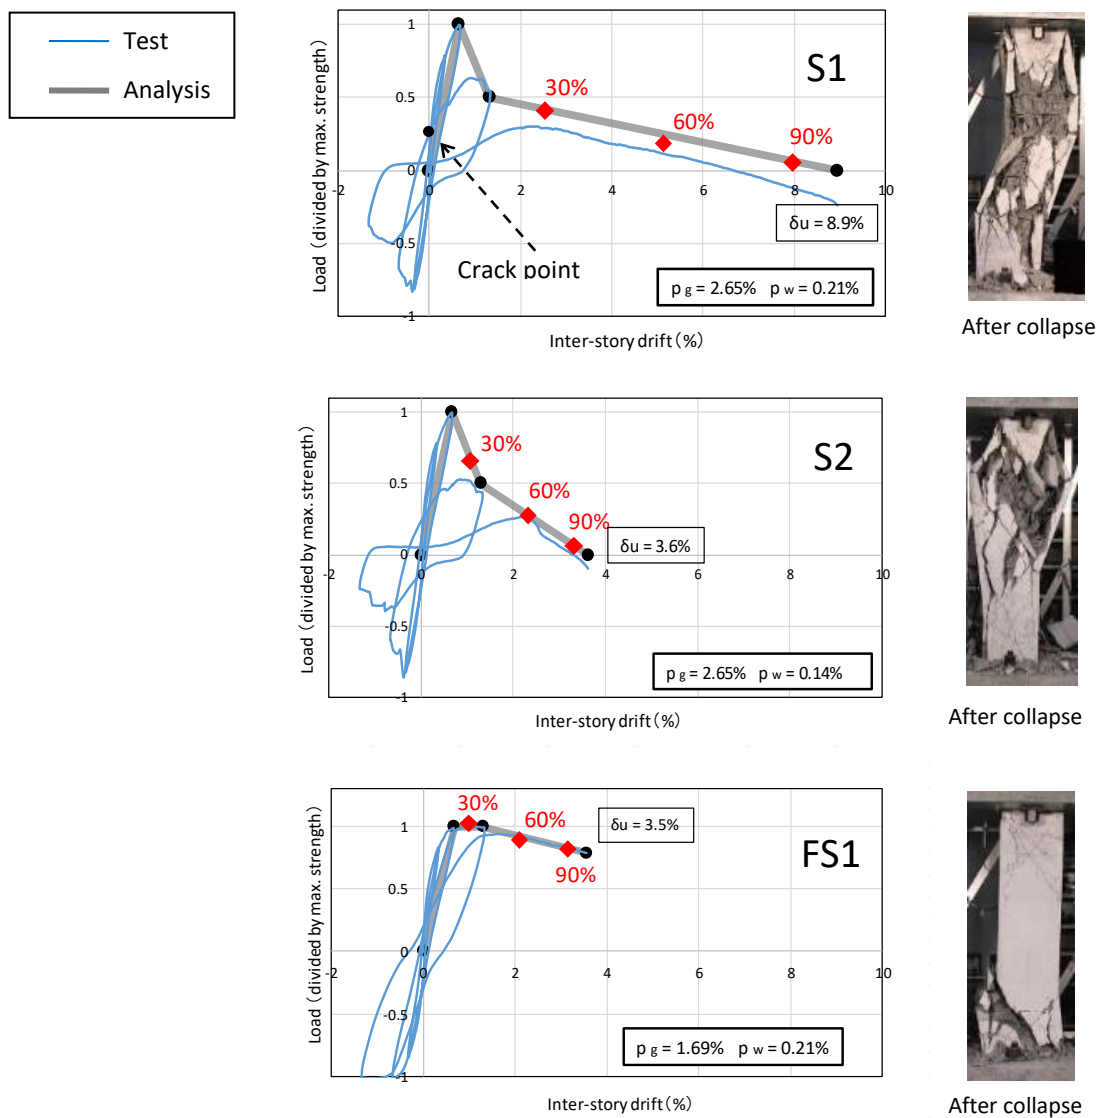 Test
Analysis
S1
30%
60%
90%
1
0.5
0
-0.5
-1
-2
0
2
4
6
8
10
Load (divided by max. strength)
δu = 8.9%
Crack point
p g = 2.65% p w = 0.21%
Inter-story drift(%)
After collapse
S2
30%
60%
90%
1
0.5
0
-0.5
-1
-2
0
2
4
6
8
10
Load (divided by max. strength)
δu = 3.6%
p g = 2.65% p w = 0.14%
Inter-story drift(%)
After collapse
FS1
30%
60%
90%
1
0.5
0
-0.5
-1
-2
0
2
4
6
8
10
Load (divided by max. strength)
δu = 3.5%
p g = 1.69% p w = 0.21%
Inter-story drift(%)
After collapse